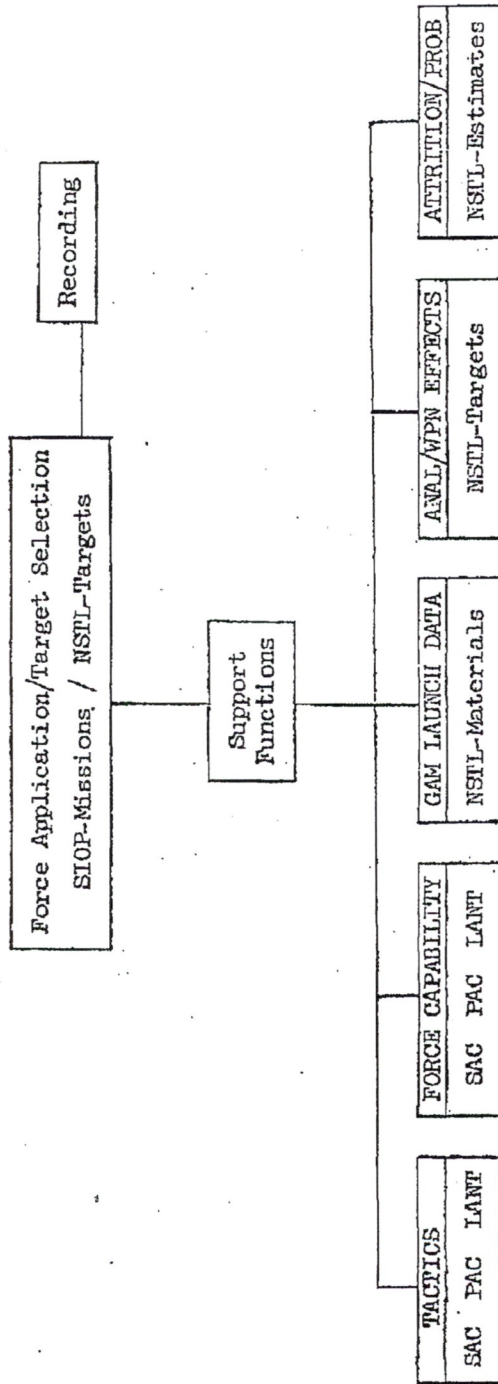 Force Application/Target Selection
SIOP-Missions / NSTL-Targets
Recording
Support
Functions
TACTICS
SAC PAC LANT
FORCE CAPABILITY
SAC PAC LANT
GAM LAUNCH DATA
NSTL-Materials
ANAL/WPN EFFECTS
NSTL-Targets
ATTRITION/PROB
NSTL-Estimates